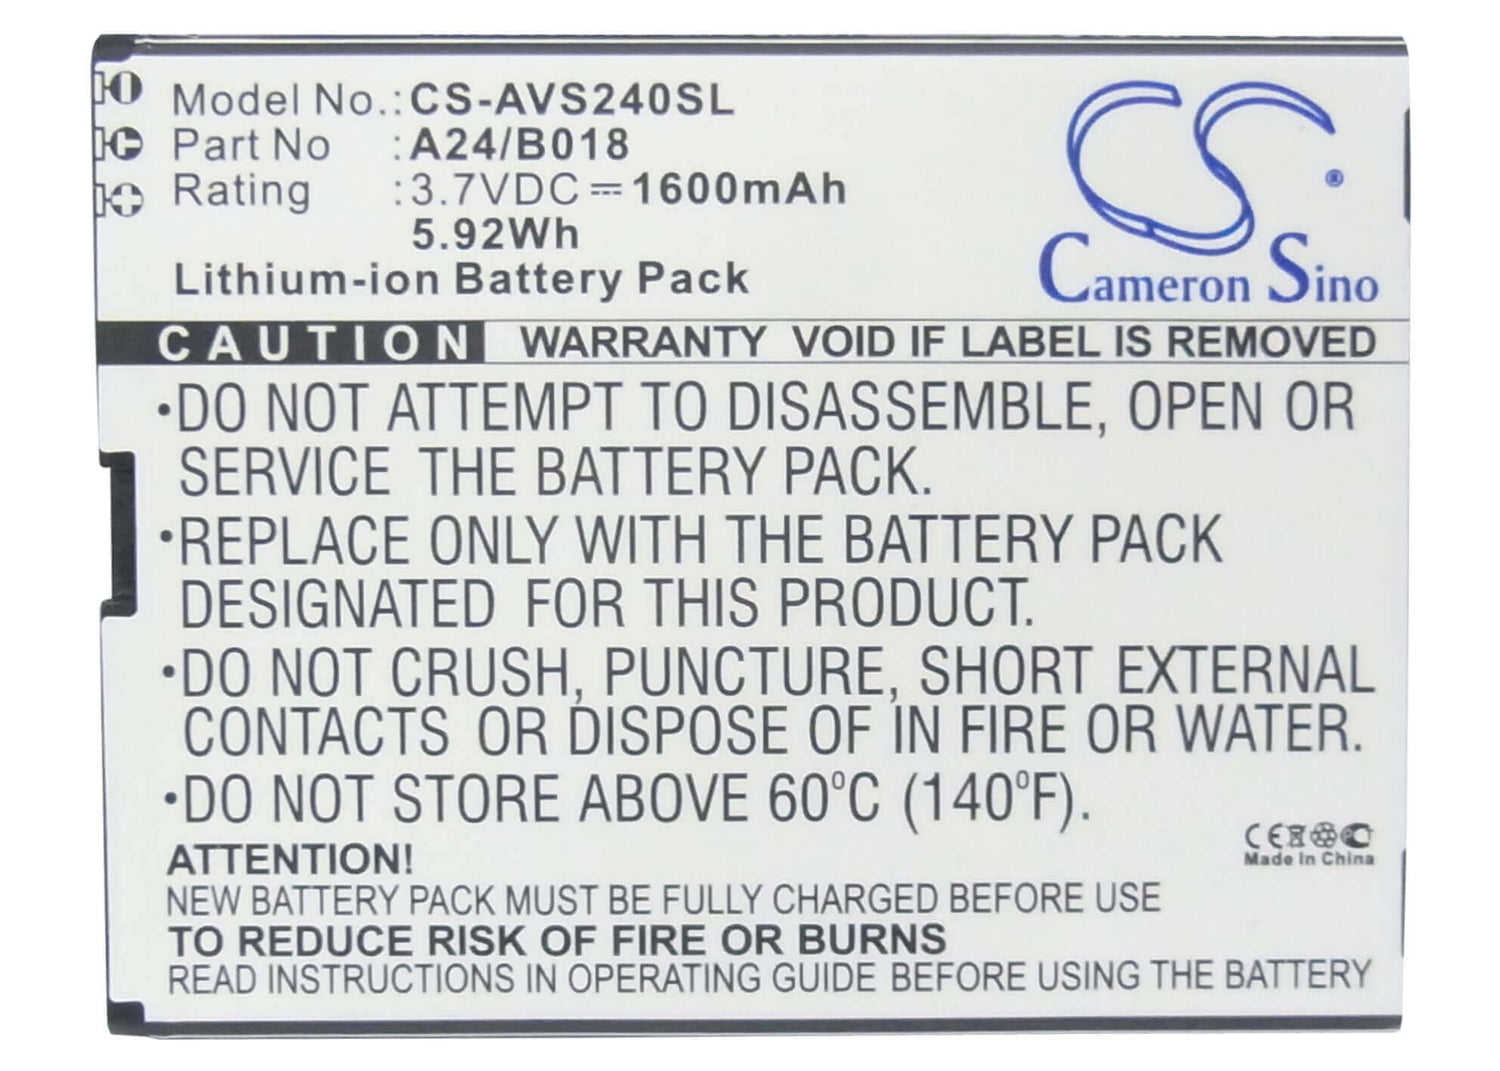 Model No.: CS-AVS240SL
Part No : A24/B018
Rating : 3.7VDC ⎓ 1600mAh
5.92Wh
Lithium-ion Battery Pack
CS ®
Cameron Sino
CAUTION WARRANTY VOID IF LABEL IS REMOVED
•DO NOT ATTEMPT TO DISASSEMBLE, OPEN OR
SERVICE THE BATTERY PACK.
•REPLACE ONLY WITH THE BATTERY PACK
DESIGNATED FOR THIS PRODUCT.
•DO NOT CRUSH, PUNCTURE, SHORT EXTERNAL
CONTACTS OR DISPOSE OF IN FIRE OR WATER.
•DO NOT STORE ABOVE 60°C (140°F).
CE
Made In China
ATTENTION!
NEW BATTERY PACK MUST BE FULLY CHARGED BEFORE USE
TO REDUCE RISK OF FIRE OR BURNS
READ INSTRUCTIONS IN OPERATING GUIDE BEFORE USING THE BATTERY